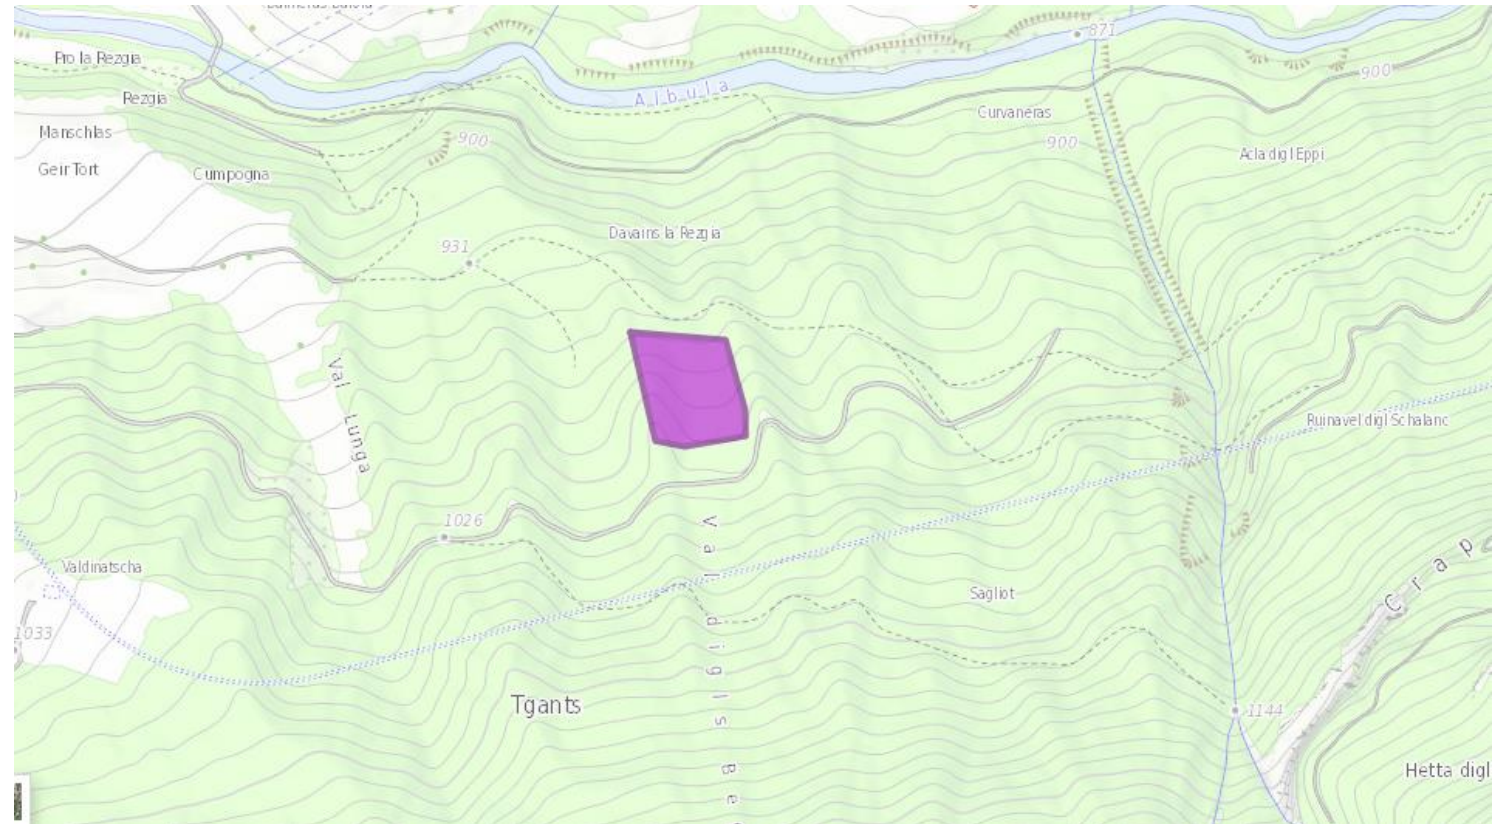 871
Pro la Rezgia
900
Rezgia
Albula
Curvaneras
Manschlas
900
900
Acla digl Eppi
Geir Tort
Cumpogna
Davains la Rezgia
931
Val Lunga
Ruinavel digl Schalanc
1026
Val digls
Crap
Valdinatscha
Sagliot
1033
Tgants
1144
Hetta digl